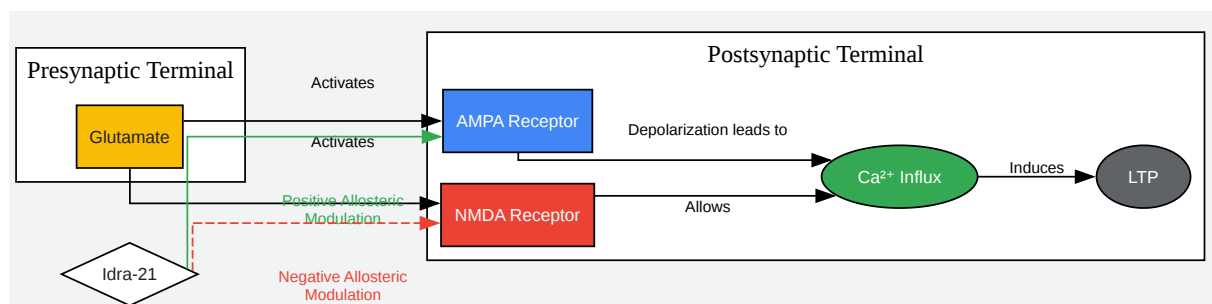 Presynaptic Terminal
Glutamate
Activates
Activates
Positive Allosteric
Modulation
Negative Allosteric
Modulation
Idra-21
Postsynaptic Terminal
AMPA Receptor
NMDA Receptor
Depolarization leads to
Allows
Ca²⁺ Influx
Induces
LTP